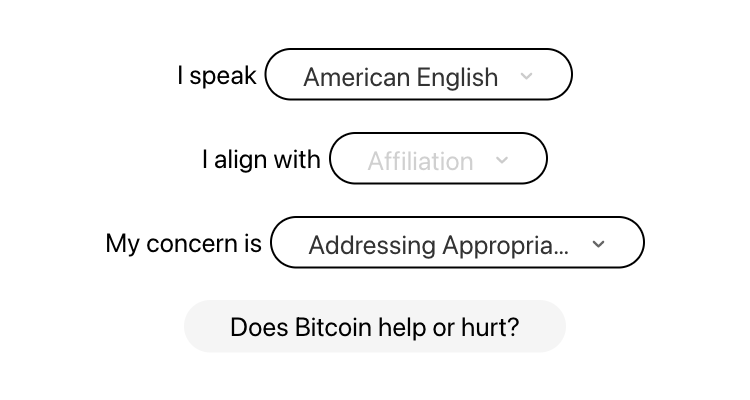 I speak American English
I align with Affiliation
My concern is Addressing Appropria...
Does Bitcoin help or hurt?